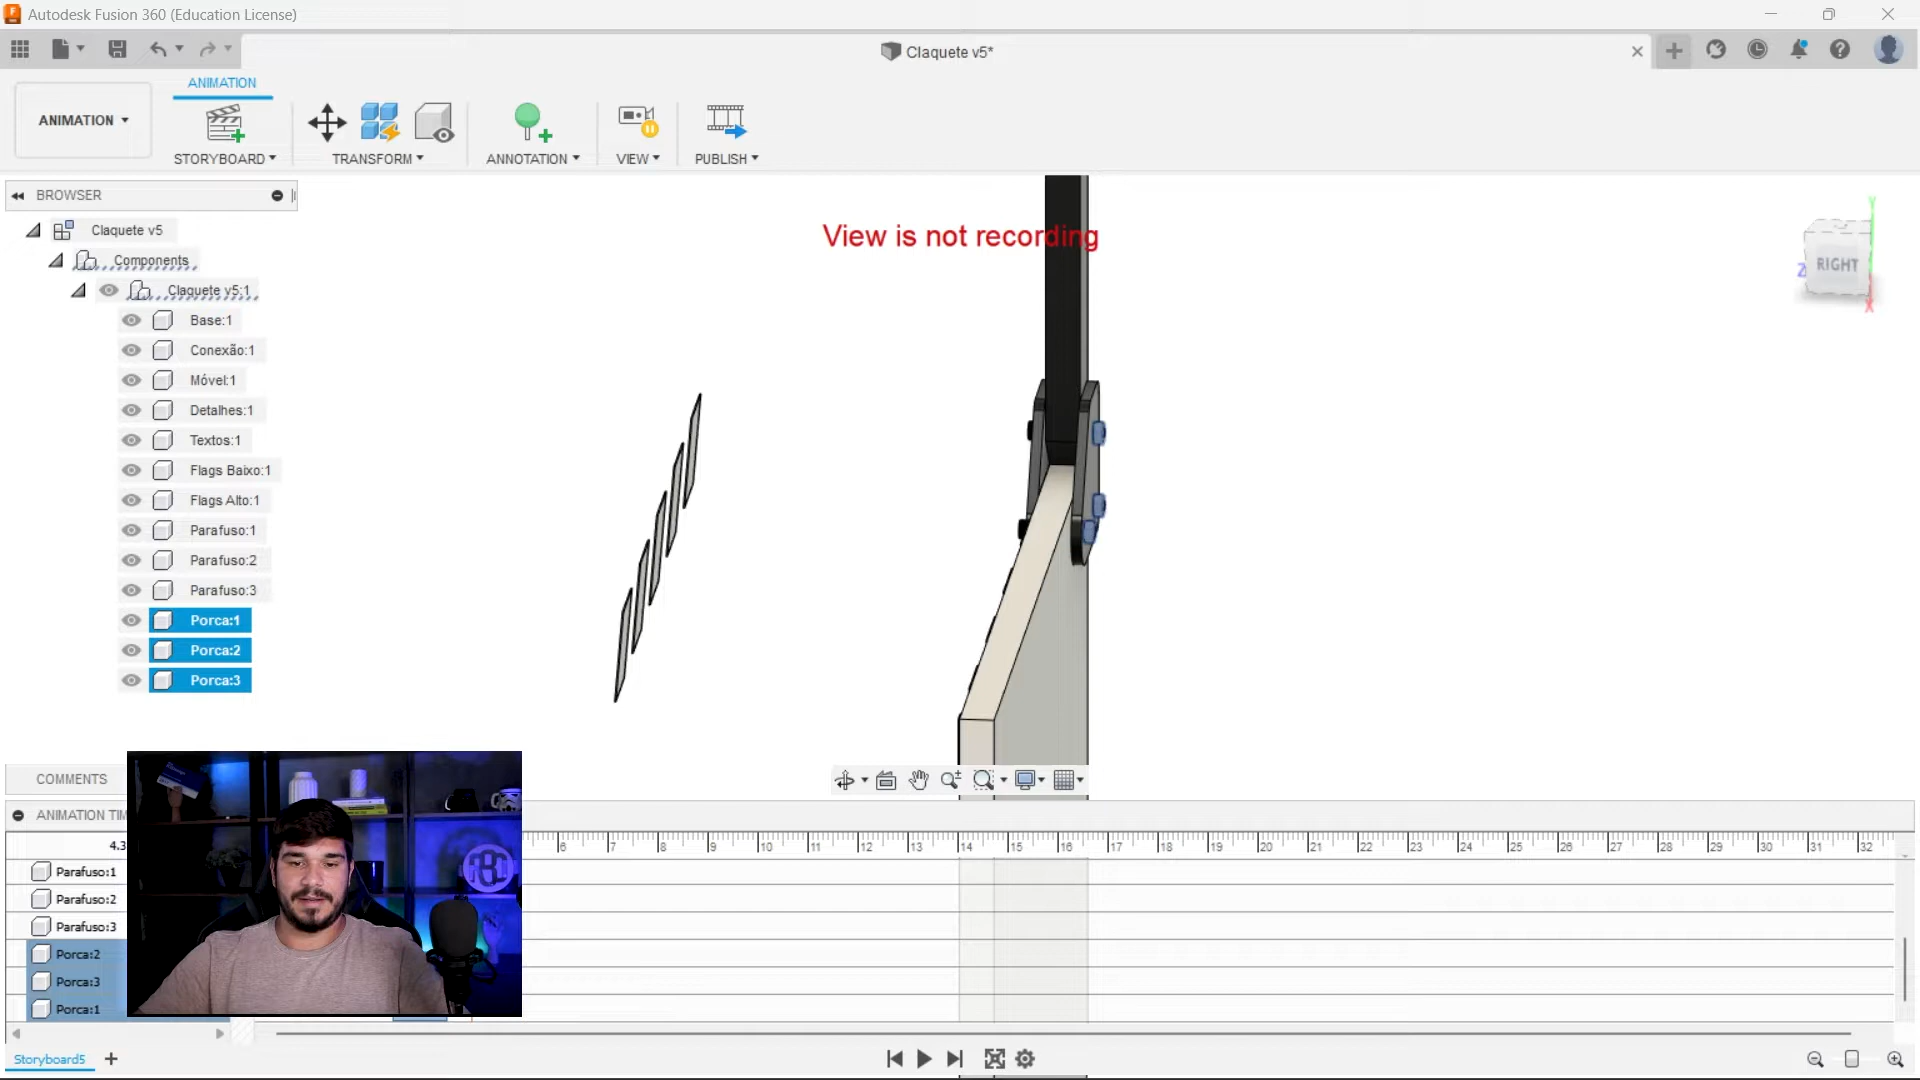 Autodesk Fusion 360 (Education License)
Claquete v5*
ANIMATION
ANIMATION
STORYBOARD
TRANSFORM
ANNOTATION
VIEW
PUBLISH
BROWSER
Claquete v5
Components
Claquete v5:1
Base:1
Conexão:1
Móvel:1
Detalhes:1
Textos:1
Flags Baixo:1
Flags Alto:1
Parafuso:1
Parafuso:2
Parafuso:3
Porca:1
Porca:2
Porca:3
View is not recording
RIGHT
Z
Y
X
COMMENTS
ANIMATION TIM
4.3
6 7 8 9 10 11 12 13 14 15 16 17 18 19 20 21 22 23 24 25 26 27 28 29 30 31 32
Parafuso:1
Parafuso:2
Parafuso:3
Porca:2
Porca:3
Porca:1
Storyboard5